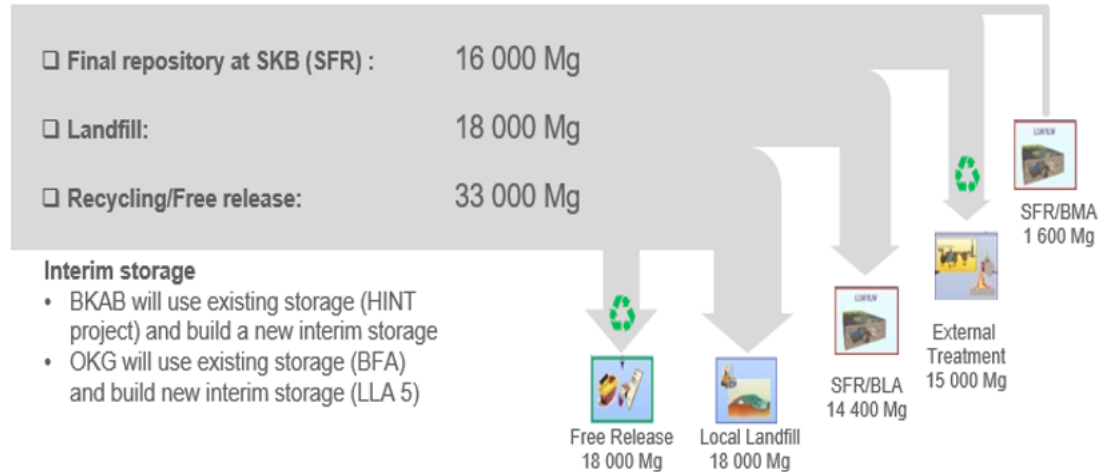 ❑ Final repository at SKB (SFR) : 16 000 Mg
❑ Landfill: 18 000 Mg
❑ Recycling/Free release: 33 000 Mg
Interim storage
• BKAB will use existing storage (HINT
project) and build a new interim storage
• OKG will use existing storage (BFA)
and build new interim storage (LLA 5)
Free Release
18 000 Mg
Local Landfill
18 000 Mg
SFR/BLA
14 400 Mg
External
Treatment
15 000 Mg
SFR/BMA
1 600 Mg